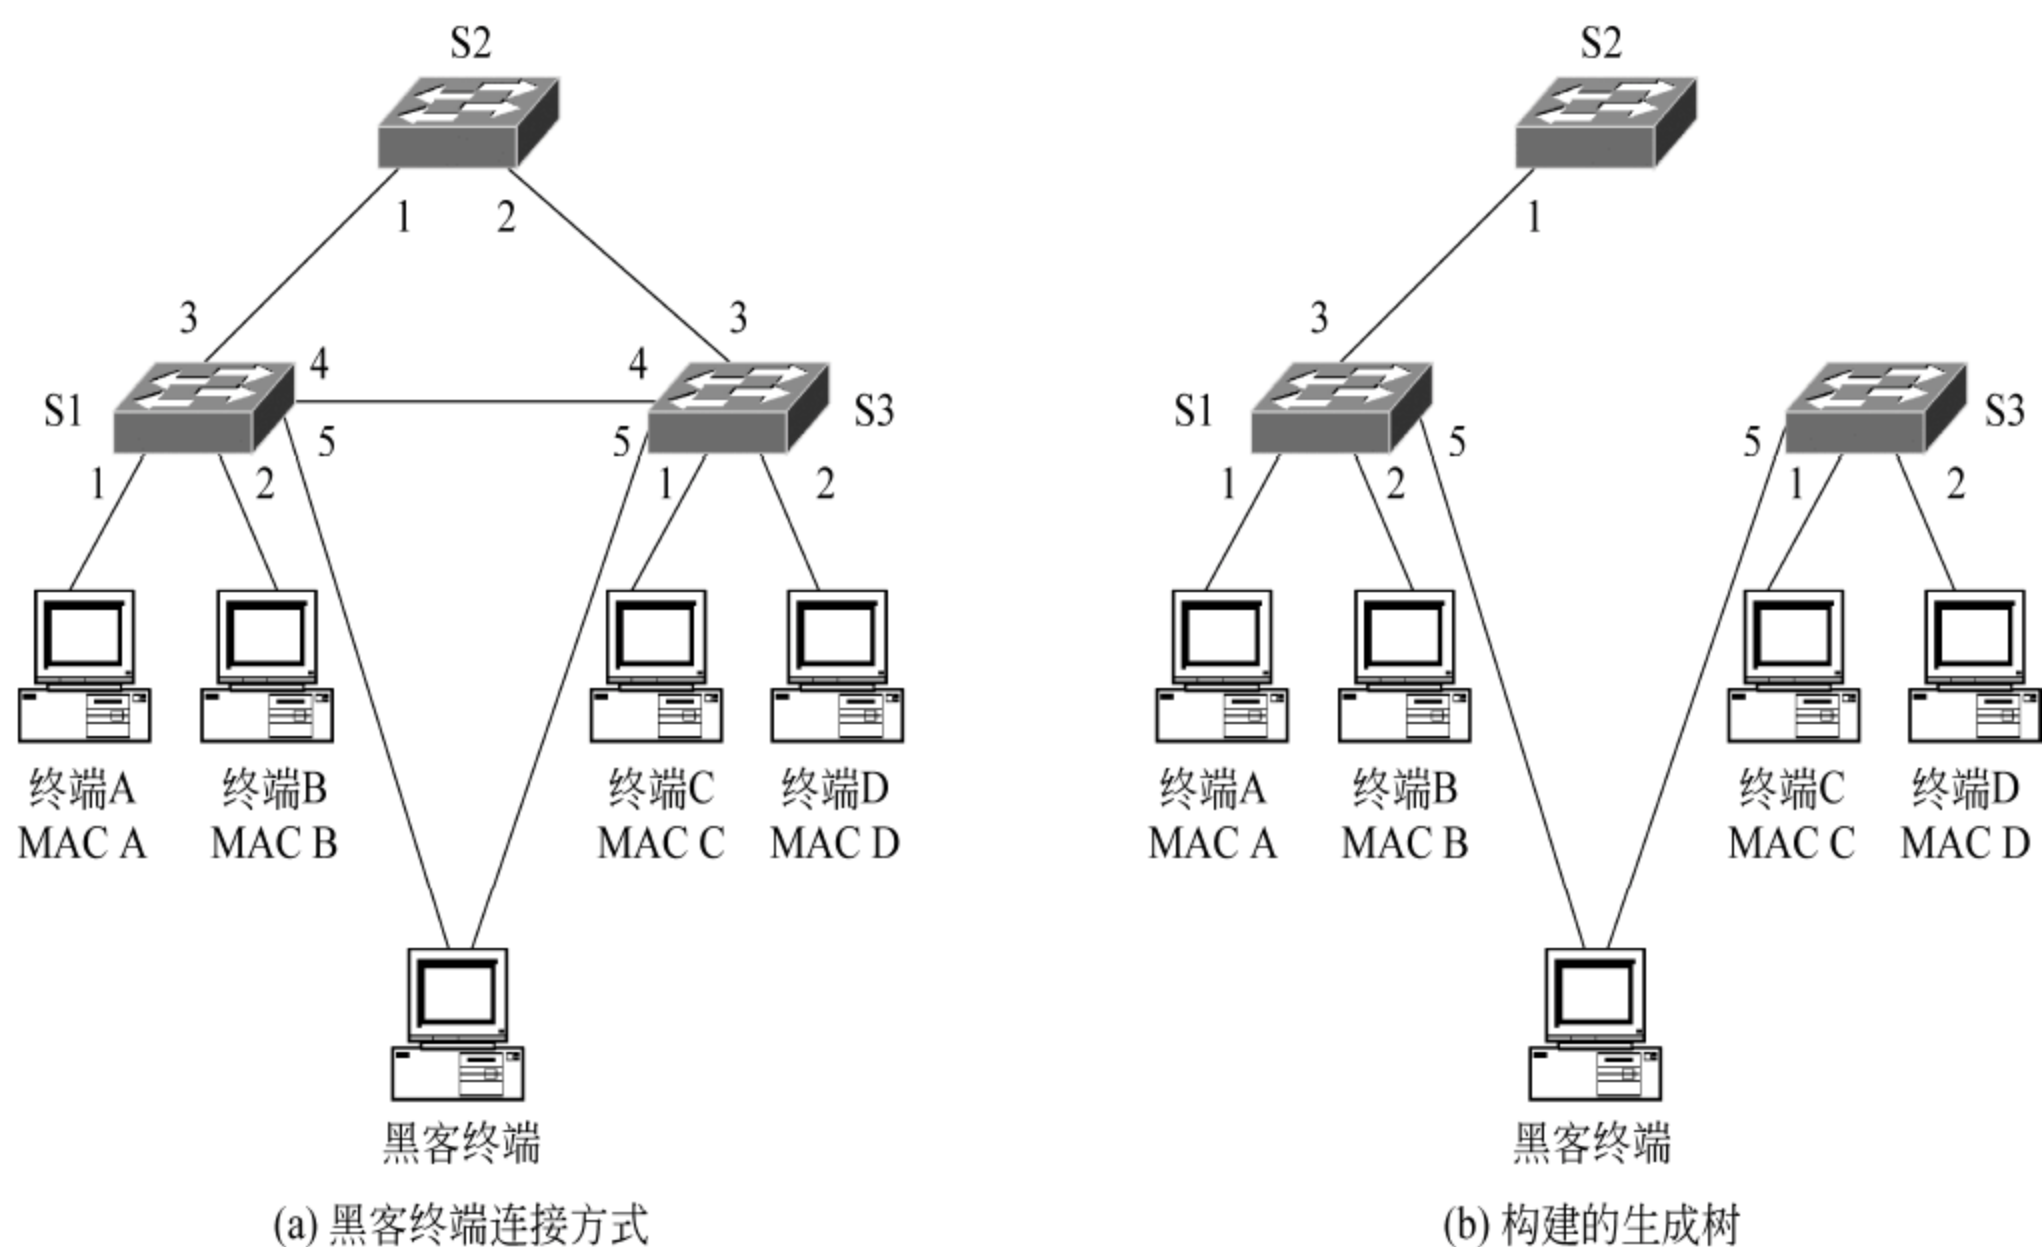 S2
1 2
3 3
4 4
S1 S3
5 5
1 2 1 2
终端A 终端B 终端C 终端D
MAC A MAC B MAC C MAC D
黑客终端
(a) 黑客终端连接方式
S2
1
3
S1 S3
5 5
1 2 1 2
终端A 终端B 终端C 终端D
MAC A MAC B MAC C MAC D
黑客终端
(b) 构建的生成树